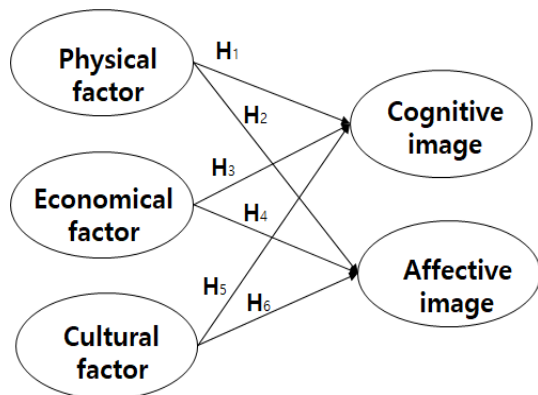 Physical
factor
H1
Cognitive
image
H2
H3
Economical
factor
H4
Affective
image
H5
H6
Cultural
factor